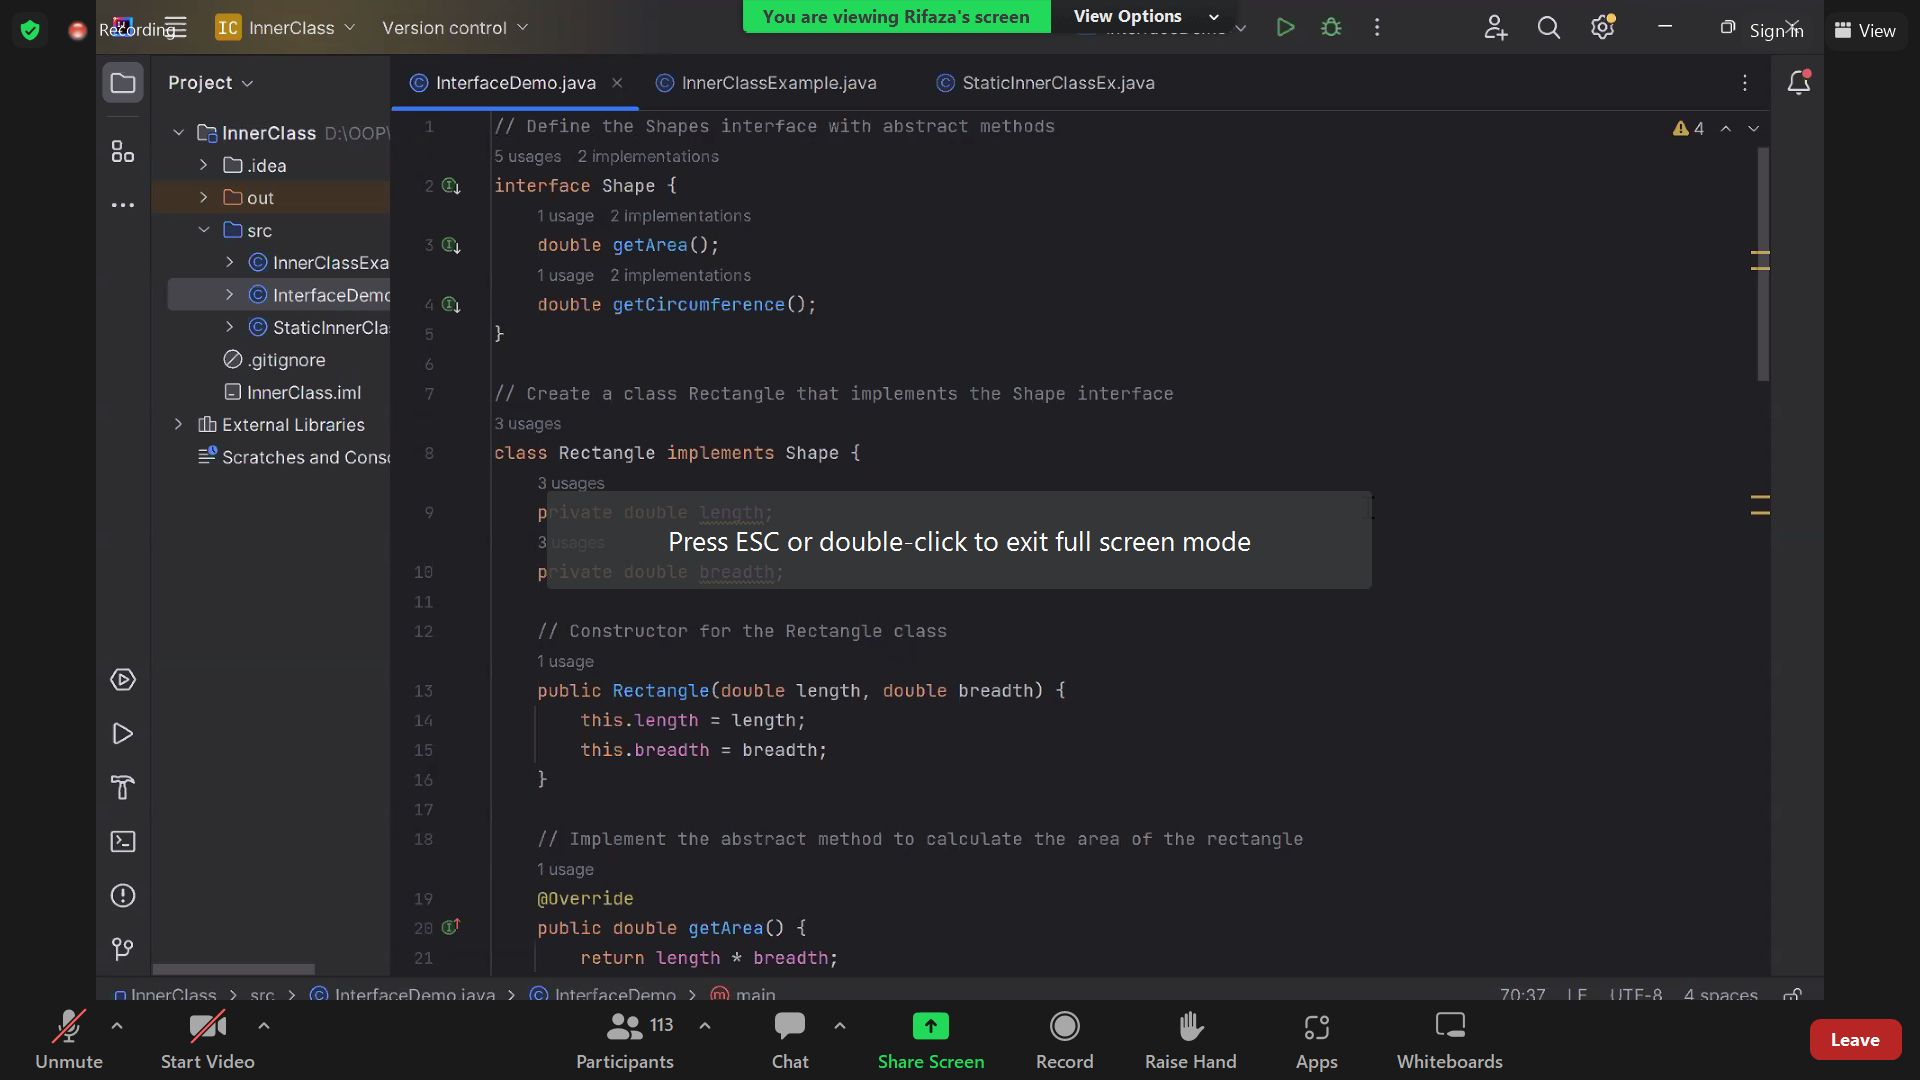 Recording
IC InnerClass
Version control
You are viewing Rifaza's screen
View Options
Sign In
View
Project
InterfaceDemo.java
InnerClassExample.java
StaticInnerClassEx.java
InnerClass D:\OOP\
.idea
out
src
InnerClassExa
InterfaceDemo
StaticInnerClas
.gitignore
InnerClass.iml
External Libraries
Scratches and Conso
4
1 // Define the Shapes interface with abstract methods
5 usages 2 implementations
2 interface Shape {
1 usage 2 implementations
3 double getArea();
1 usage 2 implementations
4 double getCircumference();
5 }
6
7 // Create a class Rectangle that implements the Shape interface
3 usages
8 class Rectangle implements Shape {
3 usages
9 private double length;
3 usages
Press ESC or double-click to exit full screen mode
10 private double breadth;
11
12 // Constructor for the Rectangle class
1 usage
13 public Rectangle(double length, double breadth) {
14 this.length = length;
15 this.breadth = breadth;
16 }
17
18 // Implement the abstract method to calculate the area of the rectangle
1 usage
19 @Override
20 public double getArea() {
21 return length * breadth;
InnerClass > src > InterfaceDemo.java > InterfaceDemo > main
70:37 LF UTF-8 4 spaces
Unmute
Start Video
113
Participants
Chat
Share Screen
Record
Raise Hand
Apps
Whiteboards
Leave